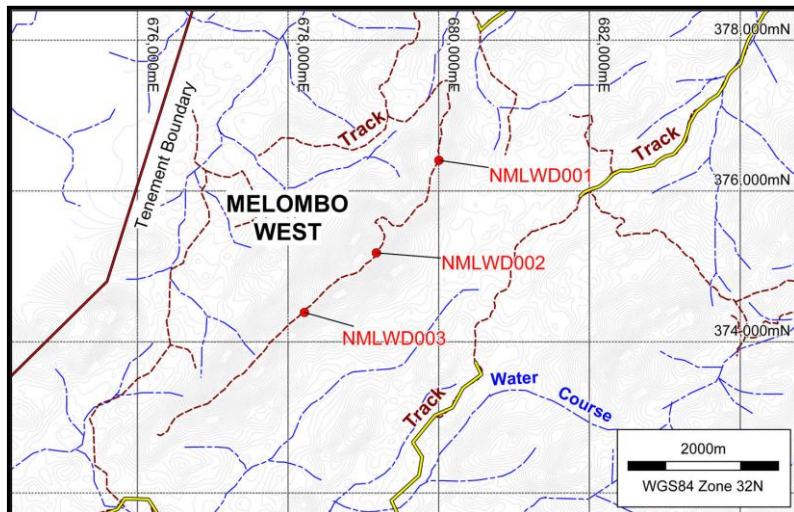 676,000mE
678,000mE
680,000mE
682,000mE
378,000mN
Tenement Boundary
Track
Track
NMLWD001
376,000mN
MELOMBO
WEST
NMLWD002
NMLWD003
374,000mN
Track
Water
Course
2000m
WGS84 Zone 32N